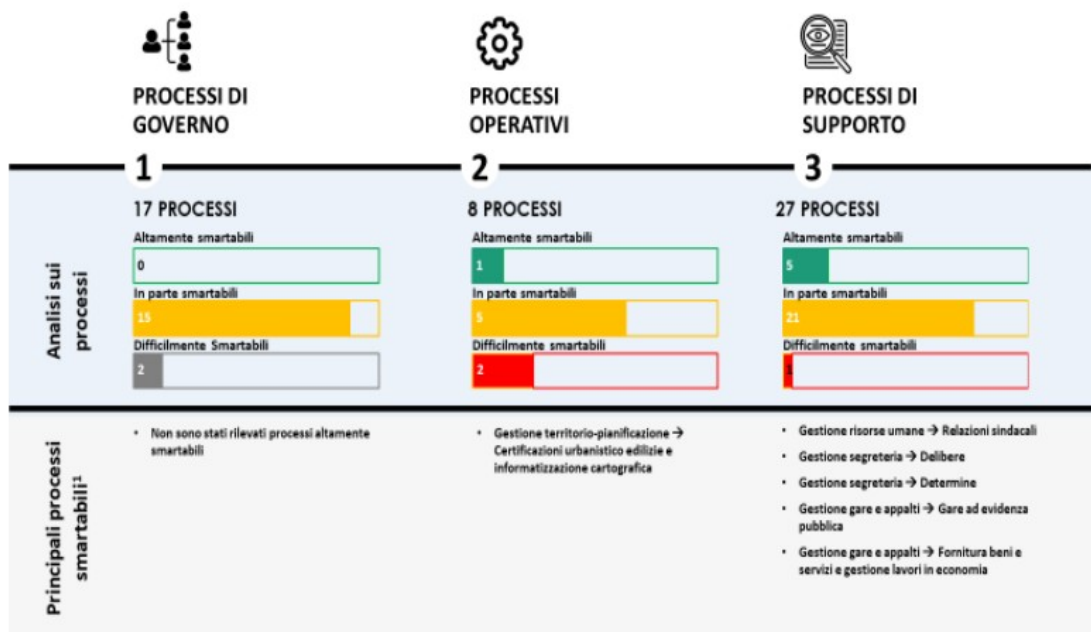 PROCESSI DI
GOVERNO
PROCESSI
OPERATIVI
PROCESSI DI
SUPPORTO
1
2
3
Analisi sui
processi
17 PROCESSI
Altamente smartabili
0
In parte smartabili
15
Difficilmente Smartabili
2
8 PROCESSI
Altamente smartabili
1
In parte smartabili
5
Difficilmente smartabili
2
27 PROCESSI
Altamente smartabili
5
In parte smartabili
21
Difficilmente smartabili
1
Principali processi
smartabili¹
• Non sono stati rilevati processi altamente
smartabili
• Gestione territorio-pianificazione →
Certificazioni urbanistico edilizie e
informatizzazione cartografica
• Gestione risorse umane → Relazioni sindacali
• Gestione segreteria → Delibere
• Gestione segreteria → Determine
• Gestione gare e appalti → Gare ad evidenza
pubblica
• Gestione gare e appalti → Fornitura beni e
servizi e gestione lavori in economia